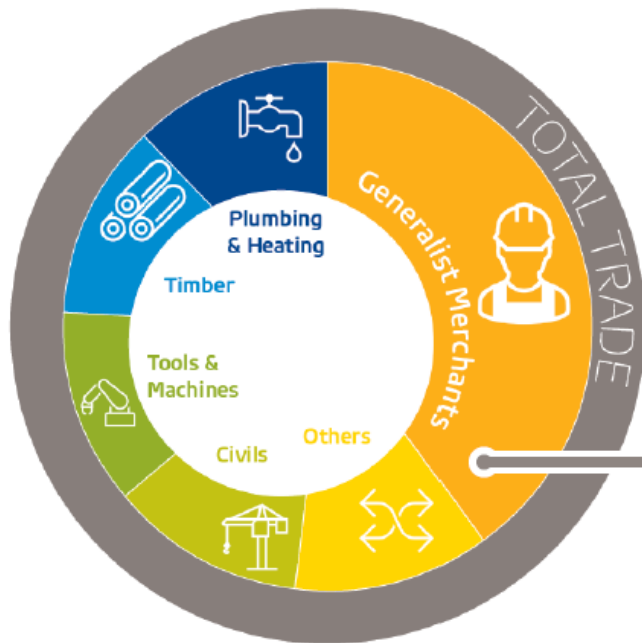 TOTAL TRADE
Generalist Merchants
Plumbing
& Heating
Timber
Tools &
Machines
Civils
Others